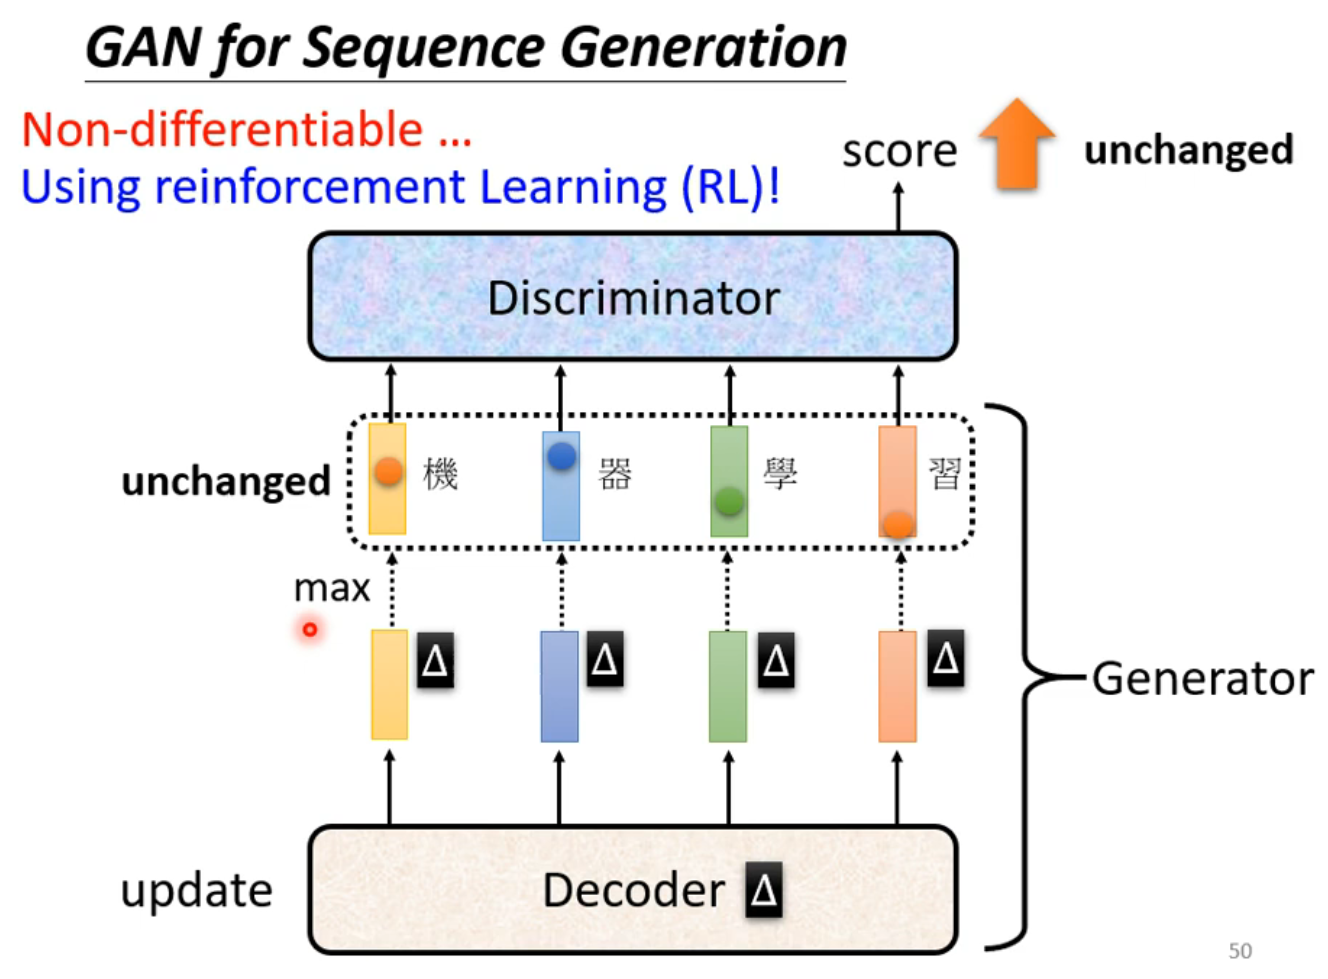 GAN for Sequence Generation
Non-differentiable …
Using reinforcement Learning (RL)!
score
unchanged
Discriminator
unchanged
機 器 學 習
max
Δ Δ Δ Δ
Generator
update
Decoder Δ
50